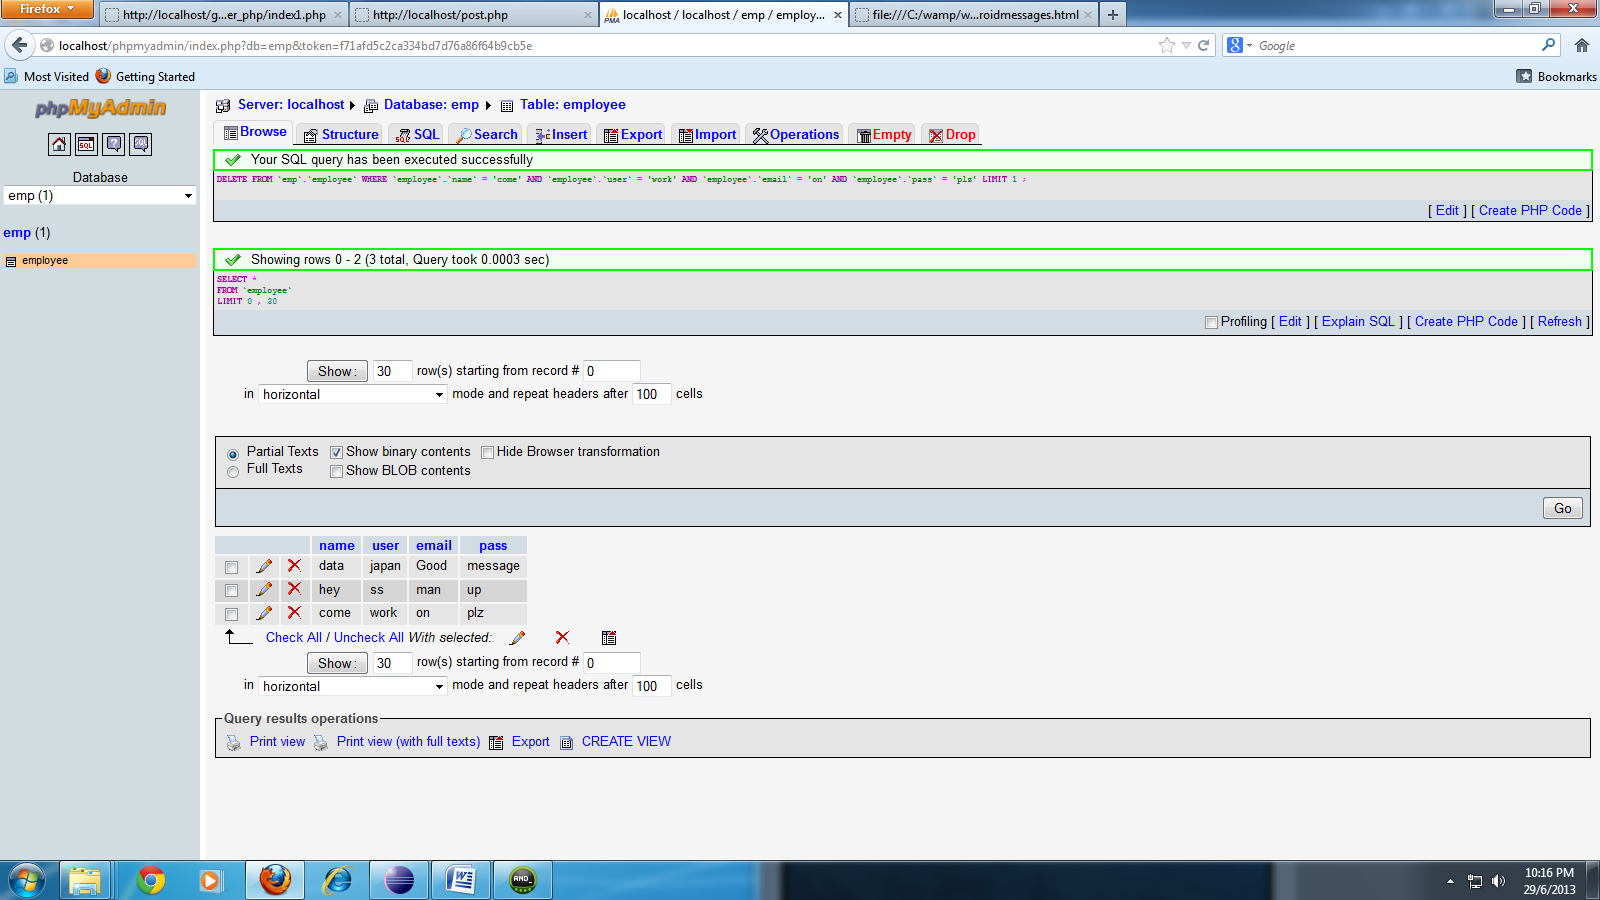 Firefox
http://localhost/g...er_php/index1.php
http://localhost/post.php
localhost / localhost / emp / employ...
file:///C:/wamp/w...roidmessages.html
localhost/phpmyadmin/index.php?db=emp&token=f71afd5c2ca334bd7d76a86f64b9cb5e
Google
Most Visited Getting Started Bookmarks
phpMyAdmin
Database
emp (1)
emp (1)
employee
Server: localhost Database: emp Table: employee
Browse Structure SQL Search Insert Export Import Operations Empty Drop
Your SQL query has been executed successfully
DELETE FROM `emp`.`employee` WHERE `employee`.`name` = 'come' AND `employee`.`user` = 'work' AND `employee`.`email` = 'on' AND `employee`.`pass` = 'plz' LIMIT 1 ;
[ Edit ] [ Create PHP Code ]
Showing rows 0 - 2 (3 total, Query took 0.0003 sec)
SELECT *
FROM `employee`
LIMIT 0 , 30
Profiling [ Edit ] [ Explain SQL ] [ Create PHP Code ] [ Refresh ]
Show : 30 row(s) starting from record # 0
in horizontal mode and repeat headers after 100 cells
Partial Texts Show binary contents Hide Browser transformation
Full Texts Show BLOB contents
Go
name user email pass
data japan Good message
hey ss man up
come work on plz
Check All / Uncheck All With selected:
Show : 30 row(s) starting from record # 0
in horizontal mode and repeat headers after 100 cells
Query results operations
Print view Print view (with full texts) Export CREATE VIEW
10:16 PM
29/6/2013